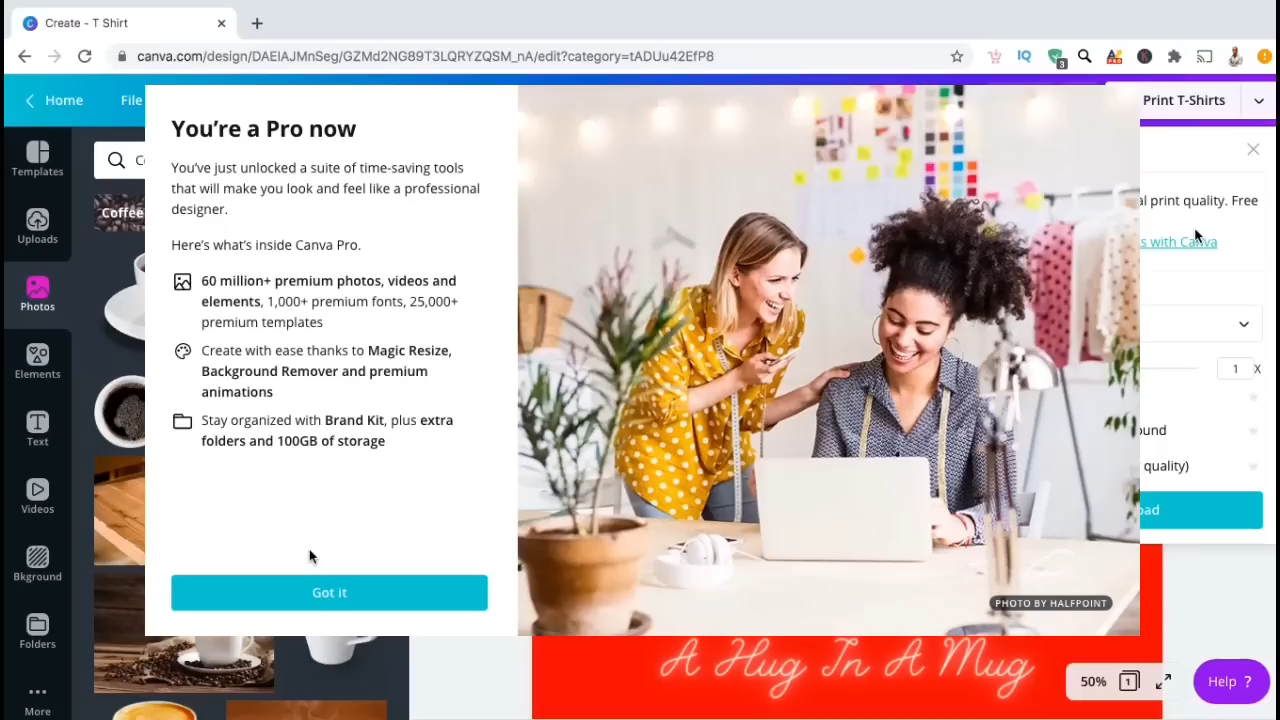 Create - T Shirt
canva.com/design/DAEIAJMnSeg/GZMd2NG89T3LQRYZQSM_nA/edit?category=tADUu42EfP8
IQ
3
Home
File
Print T-Shirts
Templates
Uploads
Photos
Elements
Text
Videos
Bkground
Folders
More
Coffee
You're a Pro now
You've just unlocked a suite of time-saving tools
that will make you look and feel like a professional
designer.
Here's what's inside Canva Pro.
60 million+ premium photos, videos and
elements, 1,000+ premium fonts, 25,000+
premium templates
Create with ease thanks to Magic Resize,
Background Remover and premium
animations
Stay organized with Brand Kit, plus extra
folders and 100GB of storage
Got it
PHOTO BY HALFPOINT
al print quality. Free
s with Canva
1 X
ound
quality)
oad
A Hug In A Mug
50%
1
Help ?